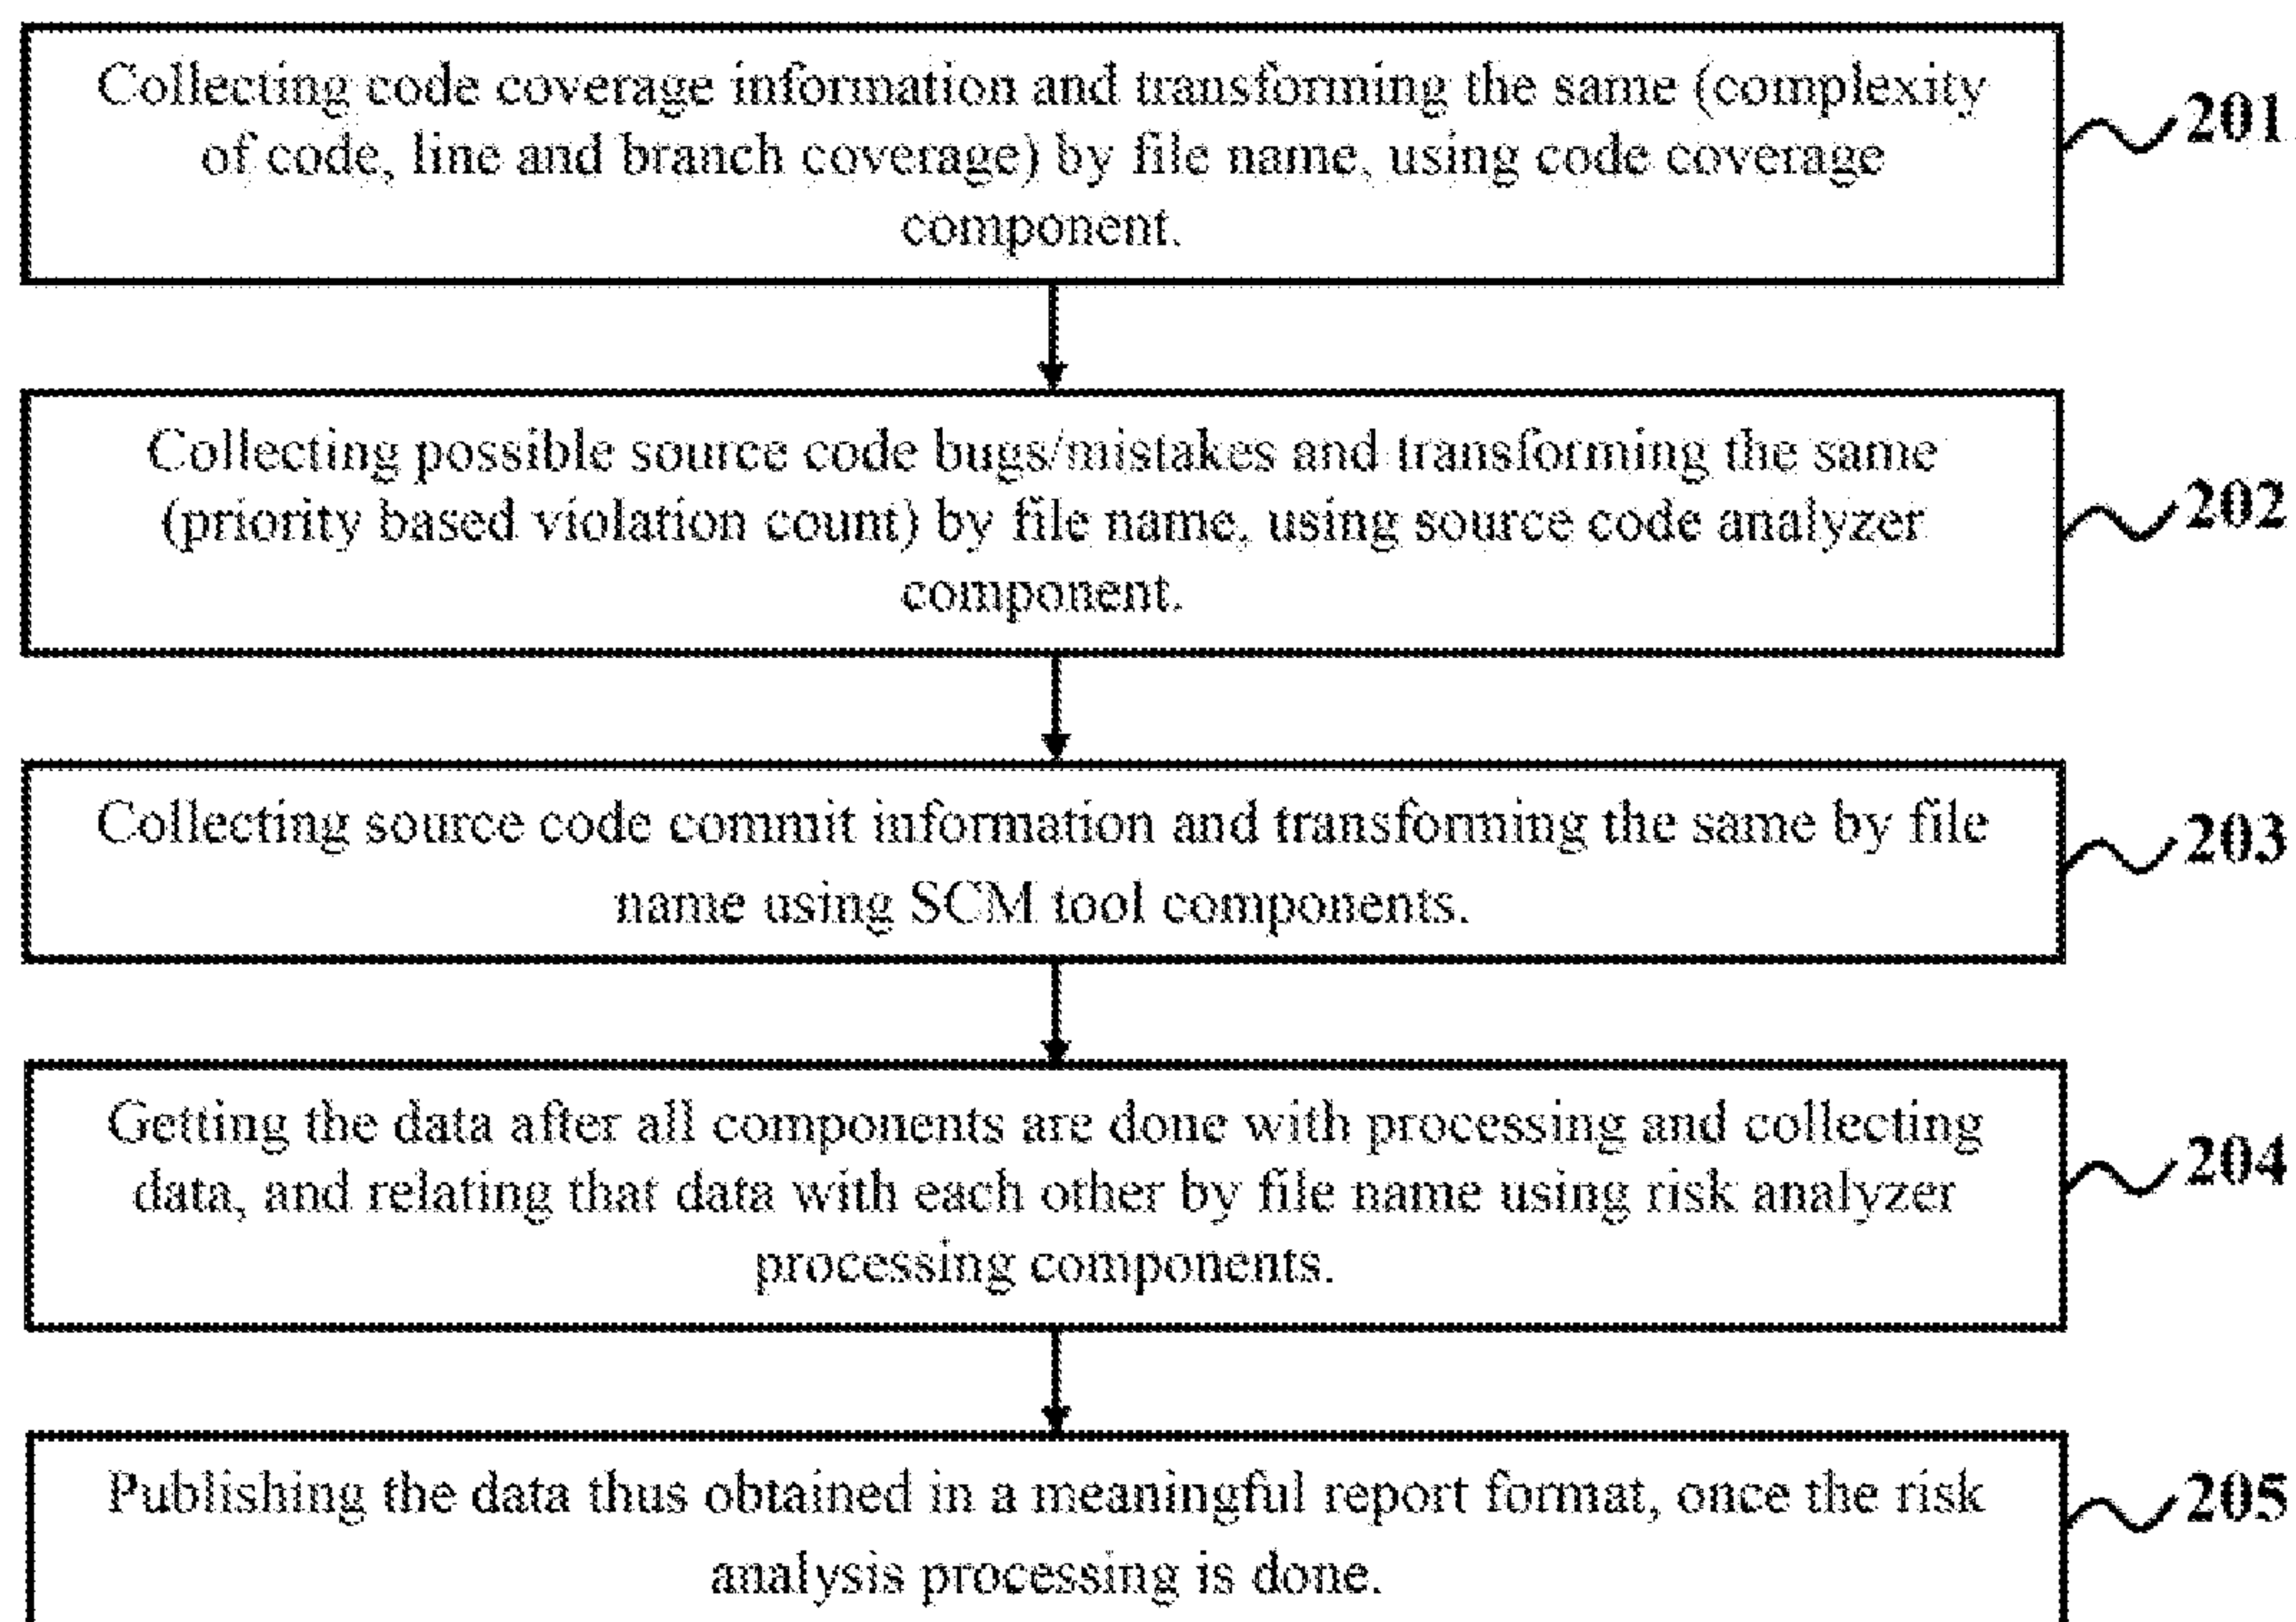 Collecting code coverage information and transforming the same (complexity
of code, line and branch coverage) by file name, using code coverage
component.
201
Collecting possible source code bugs/mistakes and transforming the same
(priority based violation count) by file name, using source code analyzer
component.
202
Collecting source code commit information and transforming the same by file
name using SCM tool components.
203
Getting the data after all components are done with processing and collecting
data, and relating that data with each other by file name using risk analyzer
processing components.
204
Publishing the data thus obtained in a meaningful report format, once the risk
analysis processing is done.
205